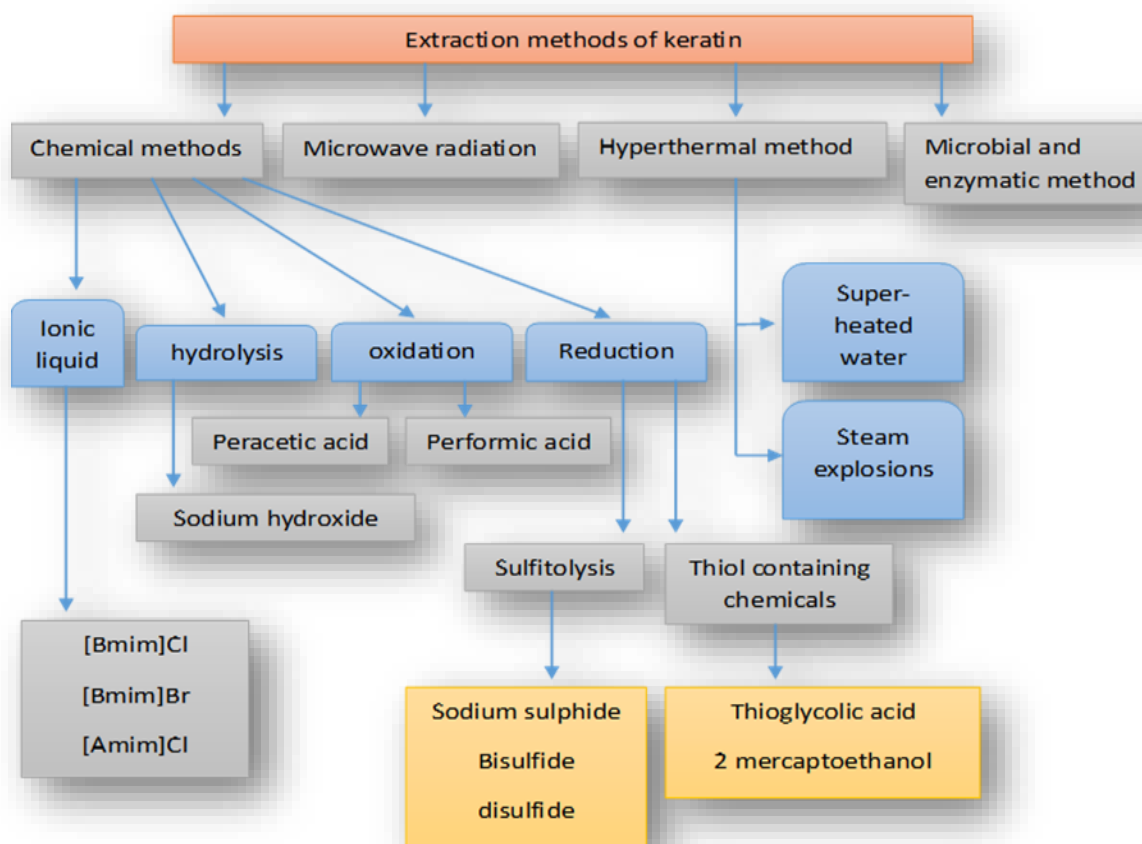 Extraction methods of keratin
Chemical methods
Microwave radiation
Hyperthermal method
Microbial and
enzymatic method
Ionic
liquid
hydrolysis
oxidation
Reduction
Super-
heated
water
Peracetic acid
Performic acid
Steam
explosions
Sodium hydroxide
Sulfitolysis
Thiol containing
chemicals
[Bmim]Cl
[Bmim]Br
[Amim]Cl
Sodium sulphide
Bisulfide
disulfide
Thioglycolic acid
2 mercaptoethanol